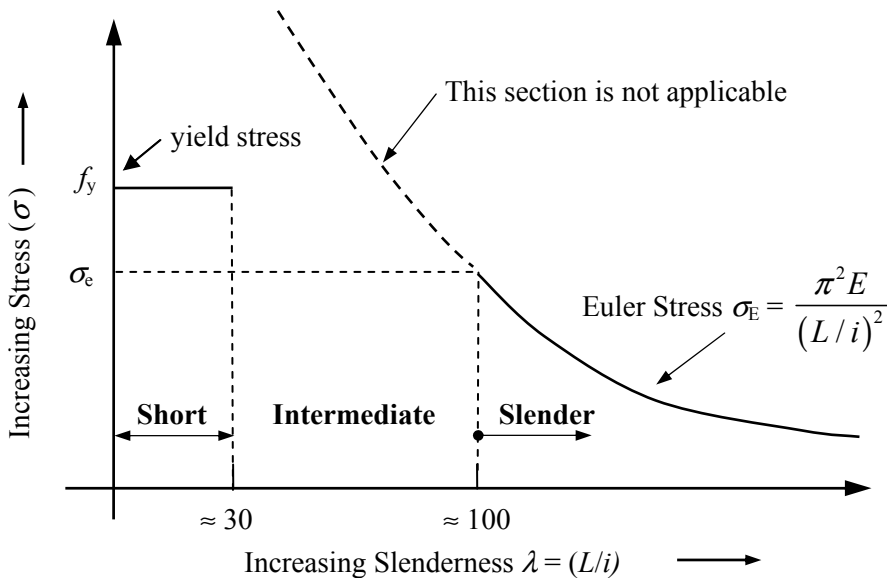 This section is not applicable
yield stress
f_y
σ_e
Increasing Stress (σ)
Euler Stress σ_E = π²E / (L / i)²
Short
Intermediate
Slender
≈ 30
≈ 100
Increasing Slenderness λ = (L/i)